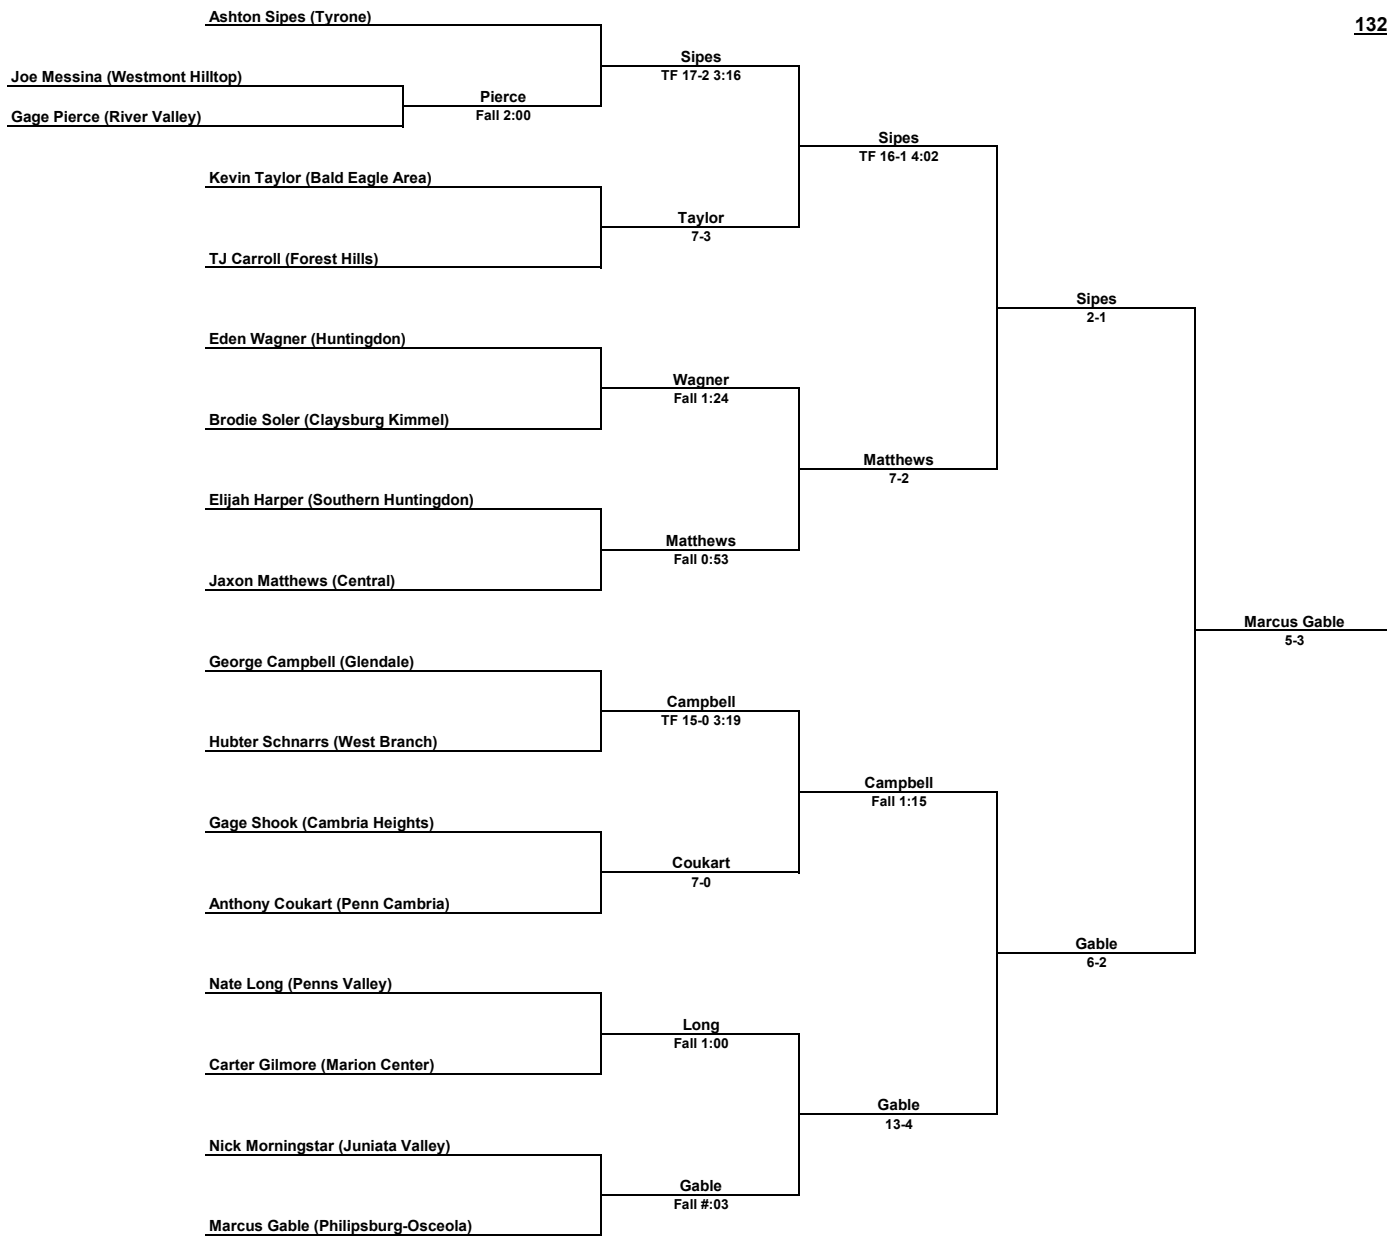 Ashton Sipes (Tyrone)
132
Sipes
TF 17-2 3:16
Joe Messina (Westmont Hilltop)
Pierce
Fall 2:00
Gage Pierce (River Valley)
Sipes
TF 16-1 4:02
Kevin Taylor (Bald Eagle Area)
Taylor
7-3
TJ Carroll (Forest Hills)
Sipes
2-1
Eden Wagner (Huntingdon)
Wagner
Fall 1:24
Brodie Soler (Claysburg Kimmel)
Matthews
7-2
Elijah Harper (Southern Huntingdon)
Matthews
Fall 0:53
Jaxon Matthews (Central)
Marcus Gable
5-3
George Campbell (Glendale)
Campbell
TF 15-0 3:19
Hubter Schnarrs (West Branch)
Campbell
Fall 1:15
Gage Shook (Cambria Heights)
Coukart
7-0
Anthony Coukart (Penn Cambria)
Gable
6-2
Nate Long (Penns Valley)
Long
Fall 1:00
Carter Gilmore (Marion Center)
Gable
13-4
Nick Morningstar (Juniata Valley)
Gable
Fall #:03
Marcus Gable (Philipsburg-Osceola)